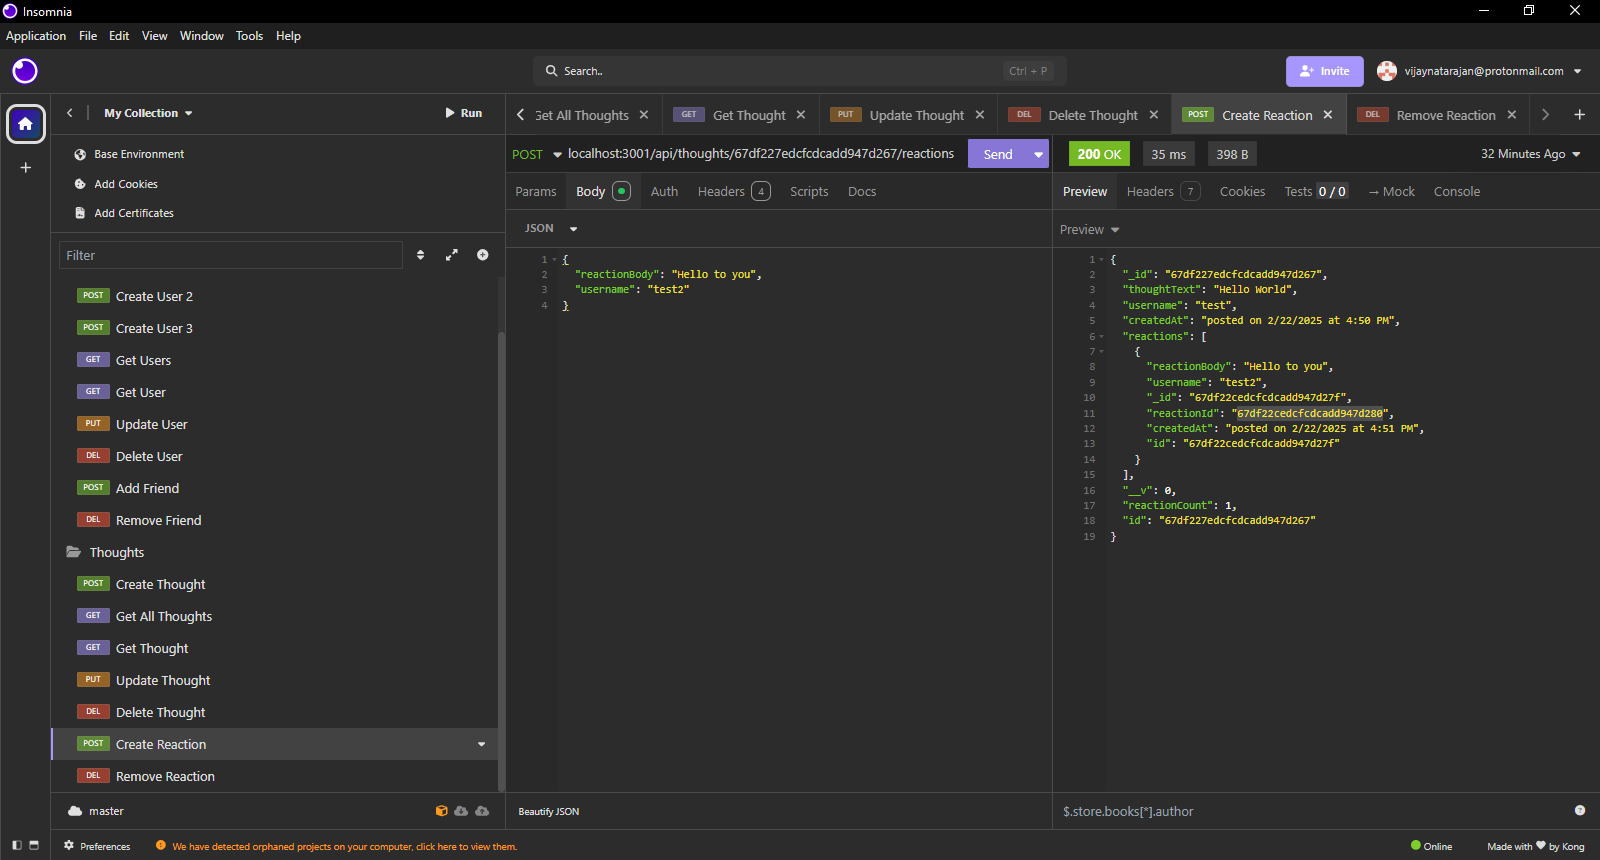 Insomnia
Application File Edit View Window Tools Help
Search.. Ctrl + P
Invite
vijaynatarajan@protonmail.com
My Collection
Run
Base Environment
Add Cookies
Add Certificates
Filter
POST Create User 2
POST Create User 3
GET Get Users
GET Get User
PUT Update User
DEL Delete User
POST Add Friend
DEL Remove Friend
Thoughts
POST Create Thought
GET Get All Thoughts
GET Get Thought
PUT Update Thought
DEL Delete Thought
POST Create Reaction
DEL Remove Reaction
master
Get All Thoughts
GET Get Thought
PUT Update Thought
DEL Delete Thought
POST Create Reaction
DEL Remove Reaction
POST localhost:3001/api/thoughts/67df227edcfcdcadd947d267/reactions Send
Params Body Auth Headers 4 Scripts Docs
JSON
1 {
2 "reactionBody": "Hello to you",
3 "username": "test2"
4 }
Beautify JSON
200 OK 35 ms 398 B 32 Minutes Ago
Preview Headers 7 Cookies Tests 0 / 0 → Mock Console
Preview
1 {
2 "_id": "67df227edcfcdcadd947d267",
3 "thoughtText": "Hello World",
4 "username": "test",
5 "createdAt": "posted on 2/22/2025 at 4:50 PM",
6 "reactions": [
7 {
8 "reactionBody": "Hello to you",
9 "username": "test2",
10 "_id": "67df22cedcfcdcadd947d27f",
11 "reactionId": "67df22cedcfcdcadd947d280",
12 "createdAt": "posted on 2/22/2025 at 4:51 PM",
13 "id": "67df22cedcfcdcadd947d27f"
14 }
15 ],
16 "__v": 0,
17 "reactionCount": 1,
18 "id": "67df227edcfcdcadd947d267"
19 }
$.store.books[*].author
Preferences
We have detected orphaned projects on your computer, click here to view them.
Online
Made with by Kong